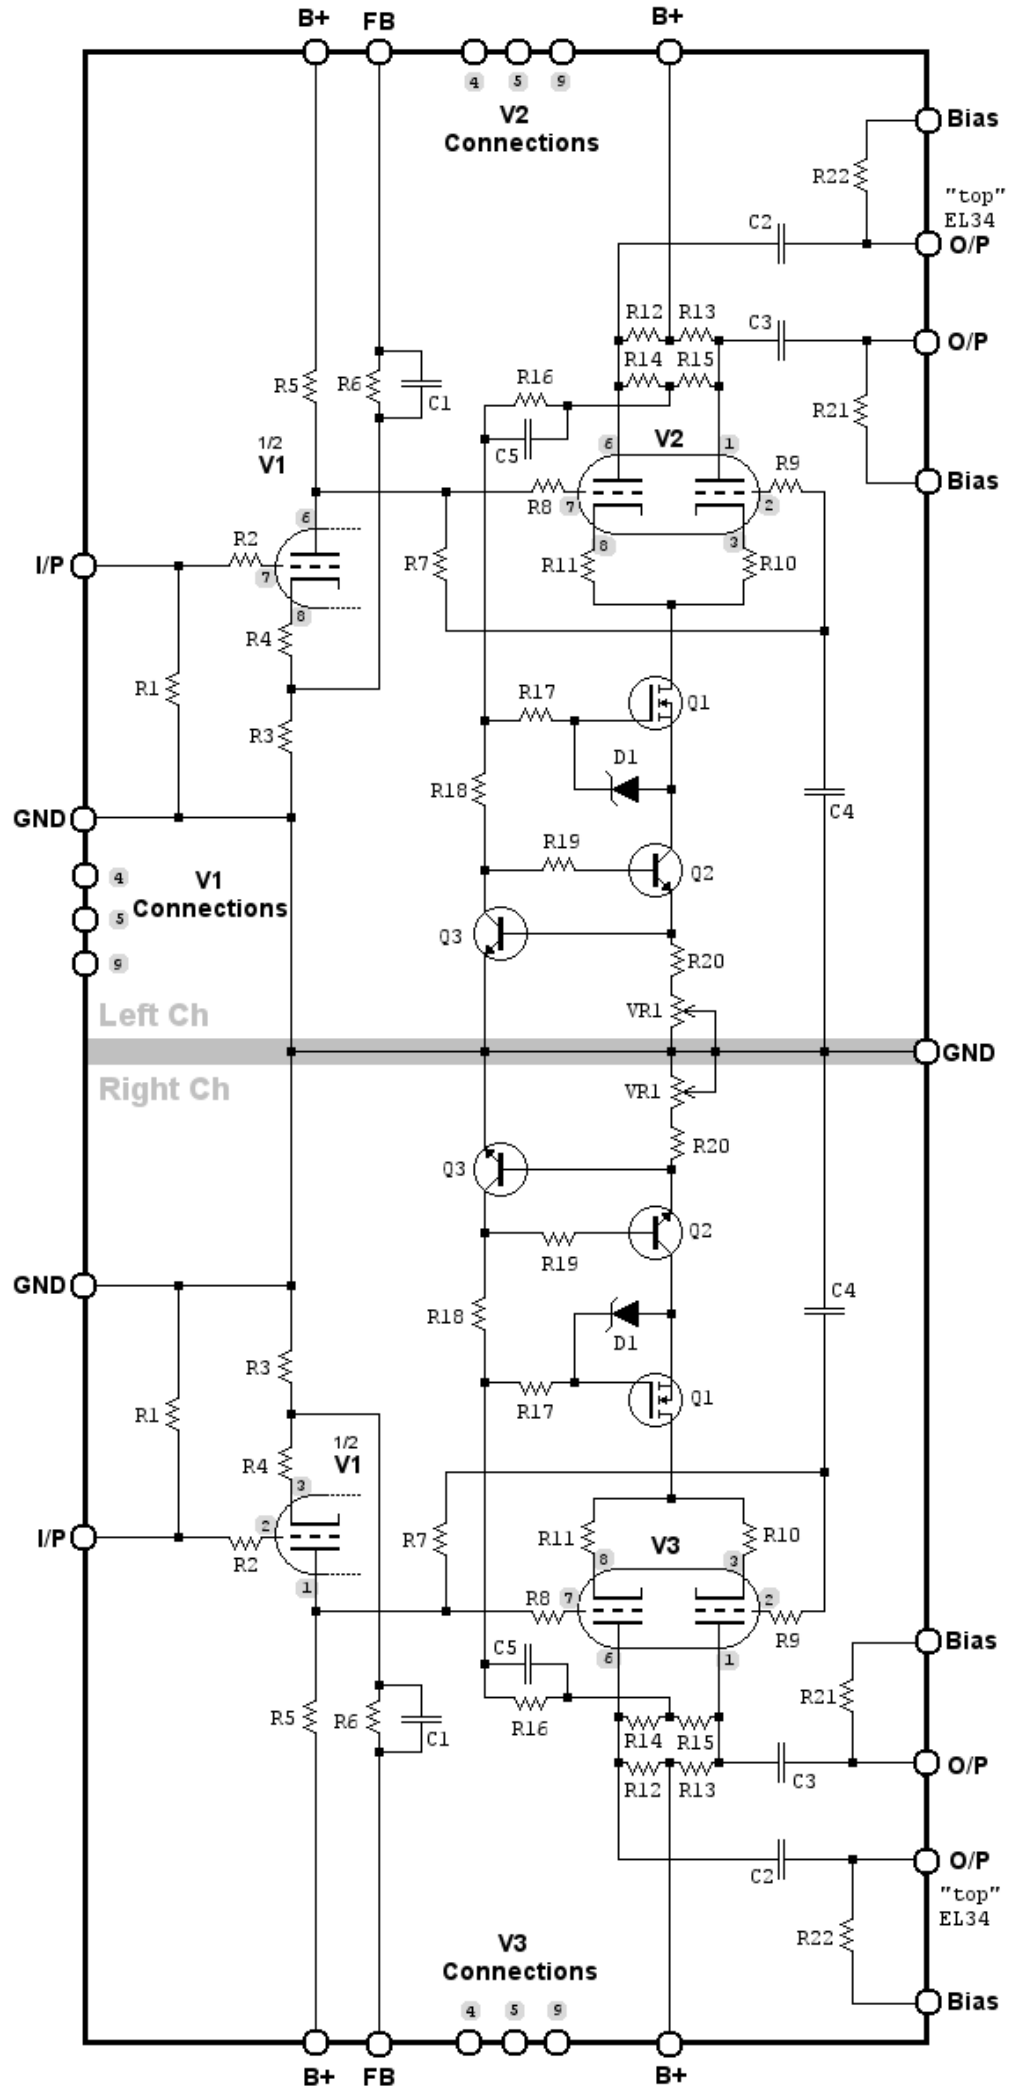 B+ FB B+
4 5 9
V2
Connections
Bias
R22
"top"
EL34
C2
O/P
R12 R13 C3
O/P
R14 R15
R16
R5 R6 C1
R21
C5
6 V2 1
1/2
V1
R9
Bias
R8 7 2
6
R2
8 3
I/P
7
R7 R11 R10
8
R4
R1
R17
Q1
R3
D1
R18
C4
GND
R19
Q2
4
V1
Connections
5
Q3
9
R20
Left Ch
VR1
GND
Right Ch
VR1
R20
Q3
Q2
R19
GND
C4
R18
D1
R3
R17
Q1
R1
1/2
V1
R4
3
2
I/P
R2
R7 R11 V3 R10
8 3
1
R8 7 2
R9
C5
6 1
Bias
R21
R5 R6 C1
R16
R14 R15
R12 R13 C3
O/P
C2
O/P
"top"
EL34
R22
V3
Connections
4 5 9
Bias
B+ FB B+